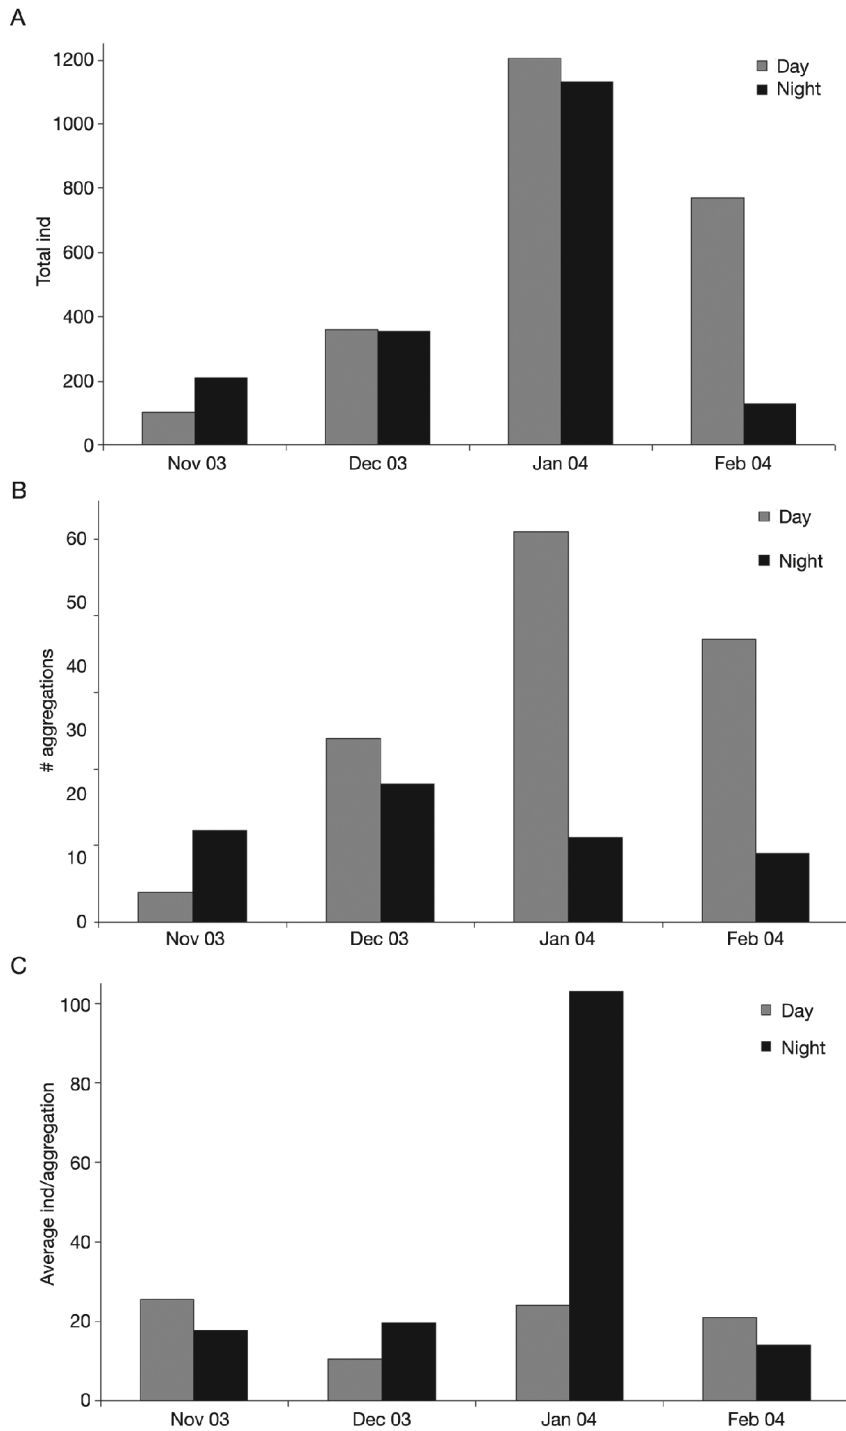 A
1200
1000
800
600
400
200
0
Total ind
Day
Night
Nov 03 Dec 03 Jan 04 Feb 04
B
60
50
40
30
20
10
0
# aggregations
Day
Night
Nov 03 Dec 03 Jan 04 Feb 04
C
100
80
60
40
20
0
Average ind/aggregation
Day
Night
Nov 03 Dec 03 Jan 04 Feb 04